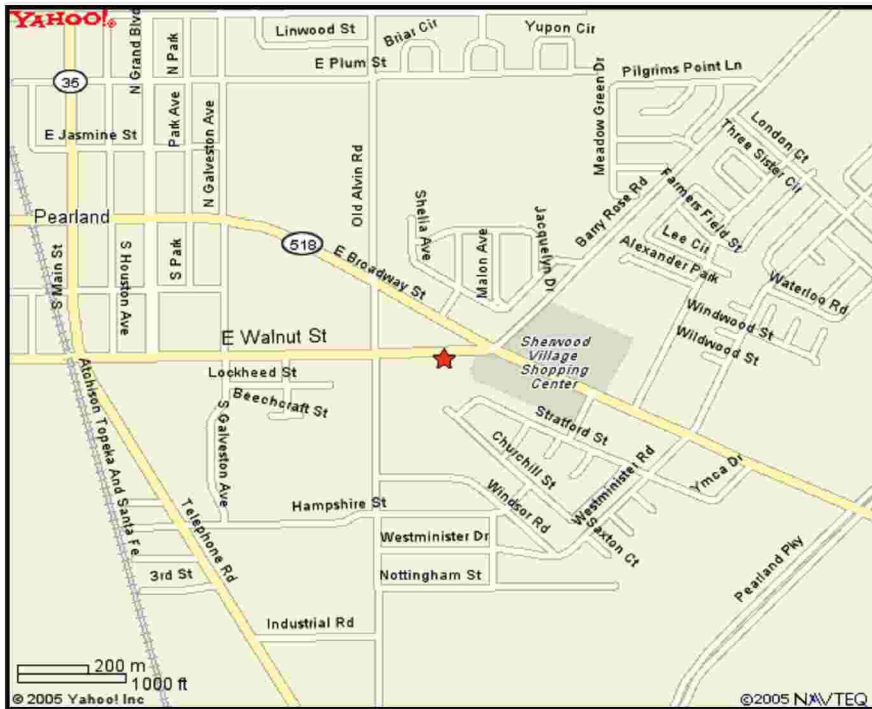 YAHOO!
Linwood St
Briar Cir
Yupon Cir
E Plum St
Pilgrims Point Ln
N Grand Blvd
N Park
35
Park Ave
N Galveston Ave
Meadow Green Dr
London Ct
Three Sister Cir
E Jasmine St
Old Alvin Rd
Farmers Field St
Shella Ave
Jacquelyn Dr
Barry Rose Rd
Pearland
518
E Broadway St
Malon Ave
Lee Cir
Alexander Park
S Main St
S Houston Ave
S Park
Waterloo Rd
Windwood St
Wildwood St
E Walnut St
Sherwood
Village
Shopping
Center
Lockheed St
Beechcraft St
S Galveston Ave
Stratford St
Churchill St
Atchison Topeka And Santa Fe
Westminister Rd
Ymca Dr
Windsor Rd
Hampshire St
Saxton Ct
Telephone Rd
Westminister Dr
Pearland Pky
3rd St
Nottingham St
Industrial Rd
200 m
1000 ft
© 2005 Yahoo! Inc
©2005 NAVTEQ